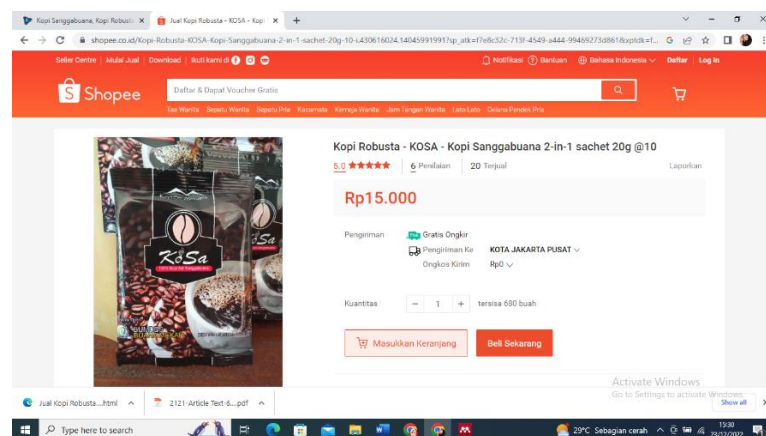 Kopi Sanggabuana, Kopi Robust
Jual Kopi Robusta - KOSA - Kopi
shopee.co.id/Kopi-Robusta-KOSA-Kopi-Sanggabuana-2-in-1-sachet-20g-10-i.430616024.14045991991?sp_atk=f7e8c32c-713f-4549-a444-99469273d861&xptdk=f...
Seller Centre | Mulai Jual | Download | Ikuti kami di
Notifikasi Bantuan Bahasa Indonesia Daftar | Log In
Shopee
Daftar & Dapat Voucher Gratis
Tas Wanita Sepatu Wanita Sepatu Pria Kacamata Kemeja Wanita Jam Tangan Wanita Lato Lato Celana Pendek Pria
Kopi Robusta - KOSA - Kopi Sanggabuana 2-in-1 sachet 20g @10
5.0 6 Penilaian 20 Terjual Laporkan
Rp15.000
Pengiriman Gratis Ongkir
Pengiriman Ke KOTA JAKARTA PUSAT
Ongkos Kirim Rp0
Kuantitas - 1 + tersisa 680 buah
Masukkan Keranjang Beli Sekarang
KoSa
KoSa
Activate Windows
Go to Settings to activate Windows.
Jual Kopi Robusta....html
2121-Article Text-6....pdf
Show all
Type here to search
29°C Sebagian cerah
15:30
23/12/2022